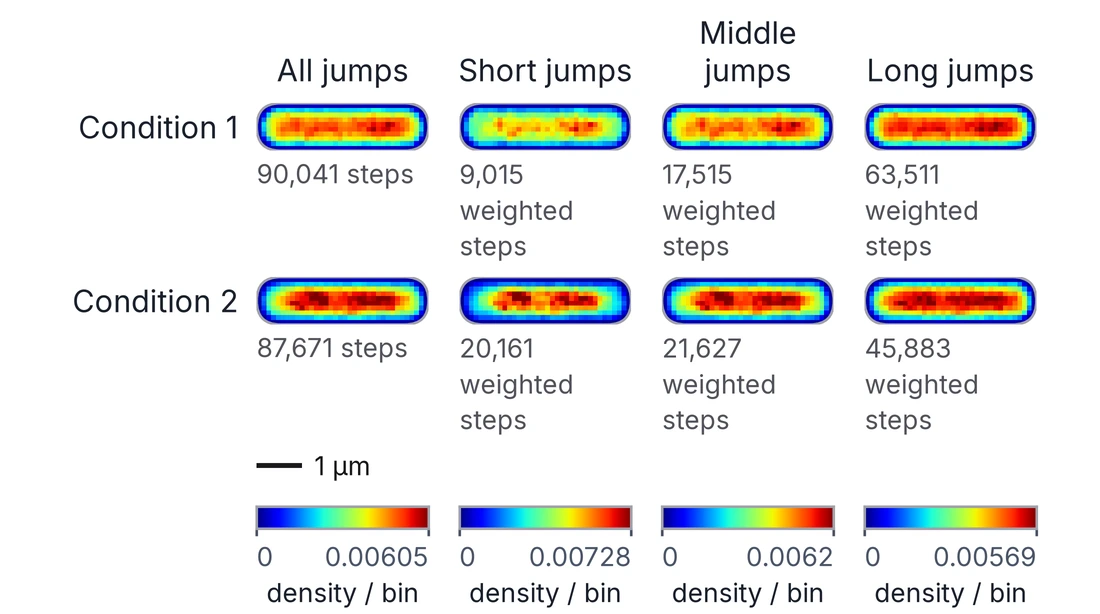 Middle
All jumps Short jumps jumps Long jumps
Condition 1
90,041 steps 9,015 17,515 63,511
weighted weighted weighted
steps steps steps
Condition 2
87,671 steps 20,161 21,627 45,883
weighted weighted weighted
steps steps steps
1 µm
0 0.00605 0 0.00728 0 0.0062 0 0.00569
density / bin density / bin density / bin density / bin